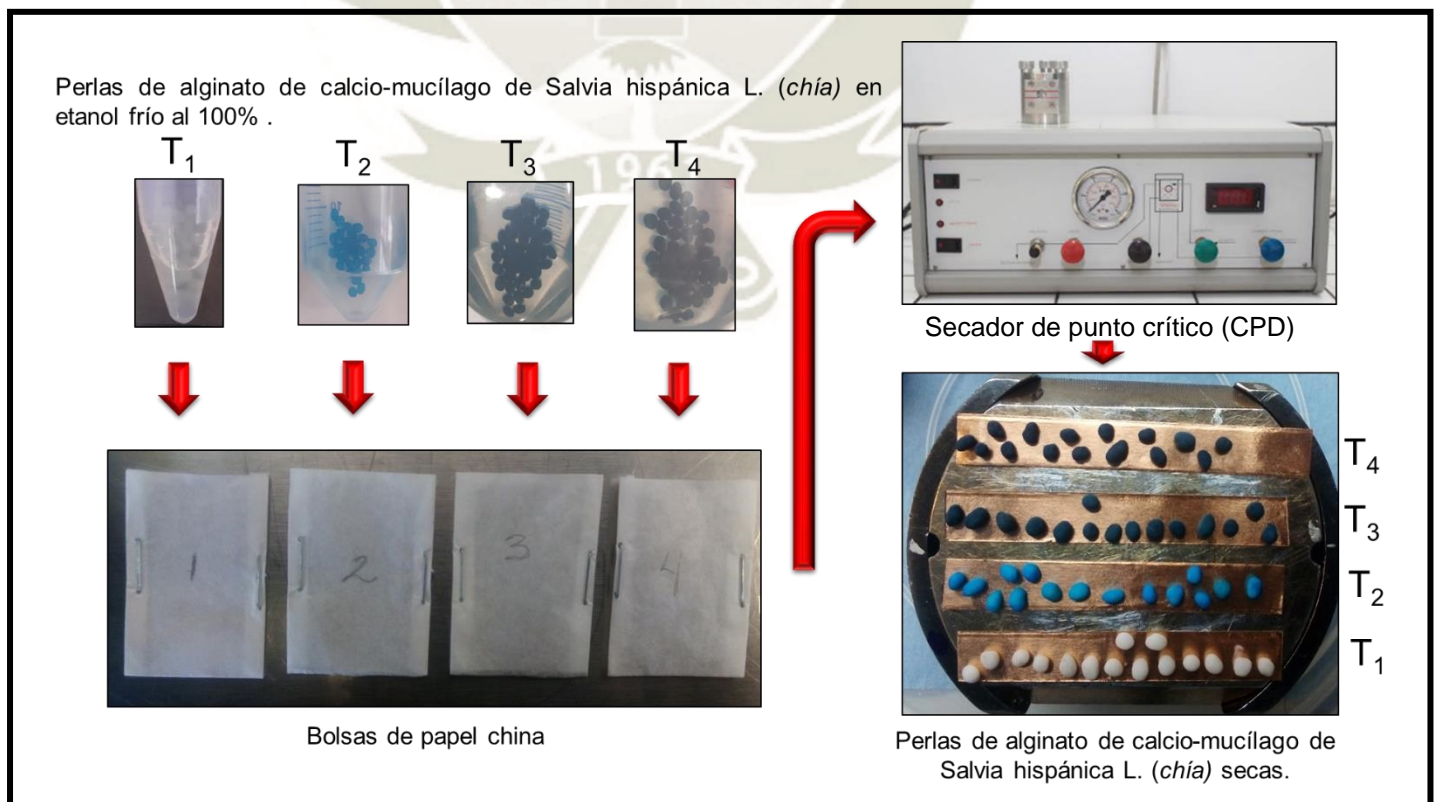 Perlas de alginato de calcio-mucílago de Salvia hispánica L. (chía) en
etanol frío al 100% .
T1
T2
T3
T4
196
1
2
3
4
Bolsas de papel china
Secador de punto crítico (CPD)
T4
T3
T2
T1
Perlas de alginato de calcio-mucílago de
Salvia hispánica L. (chía) secas.